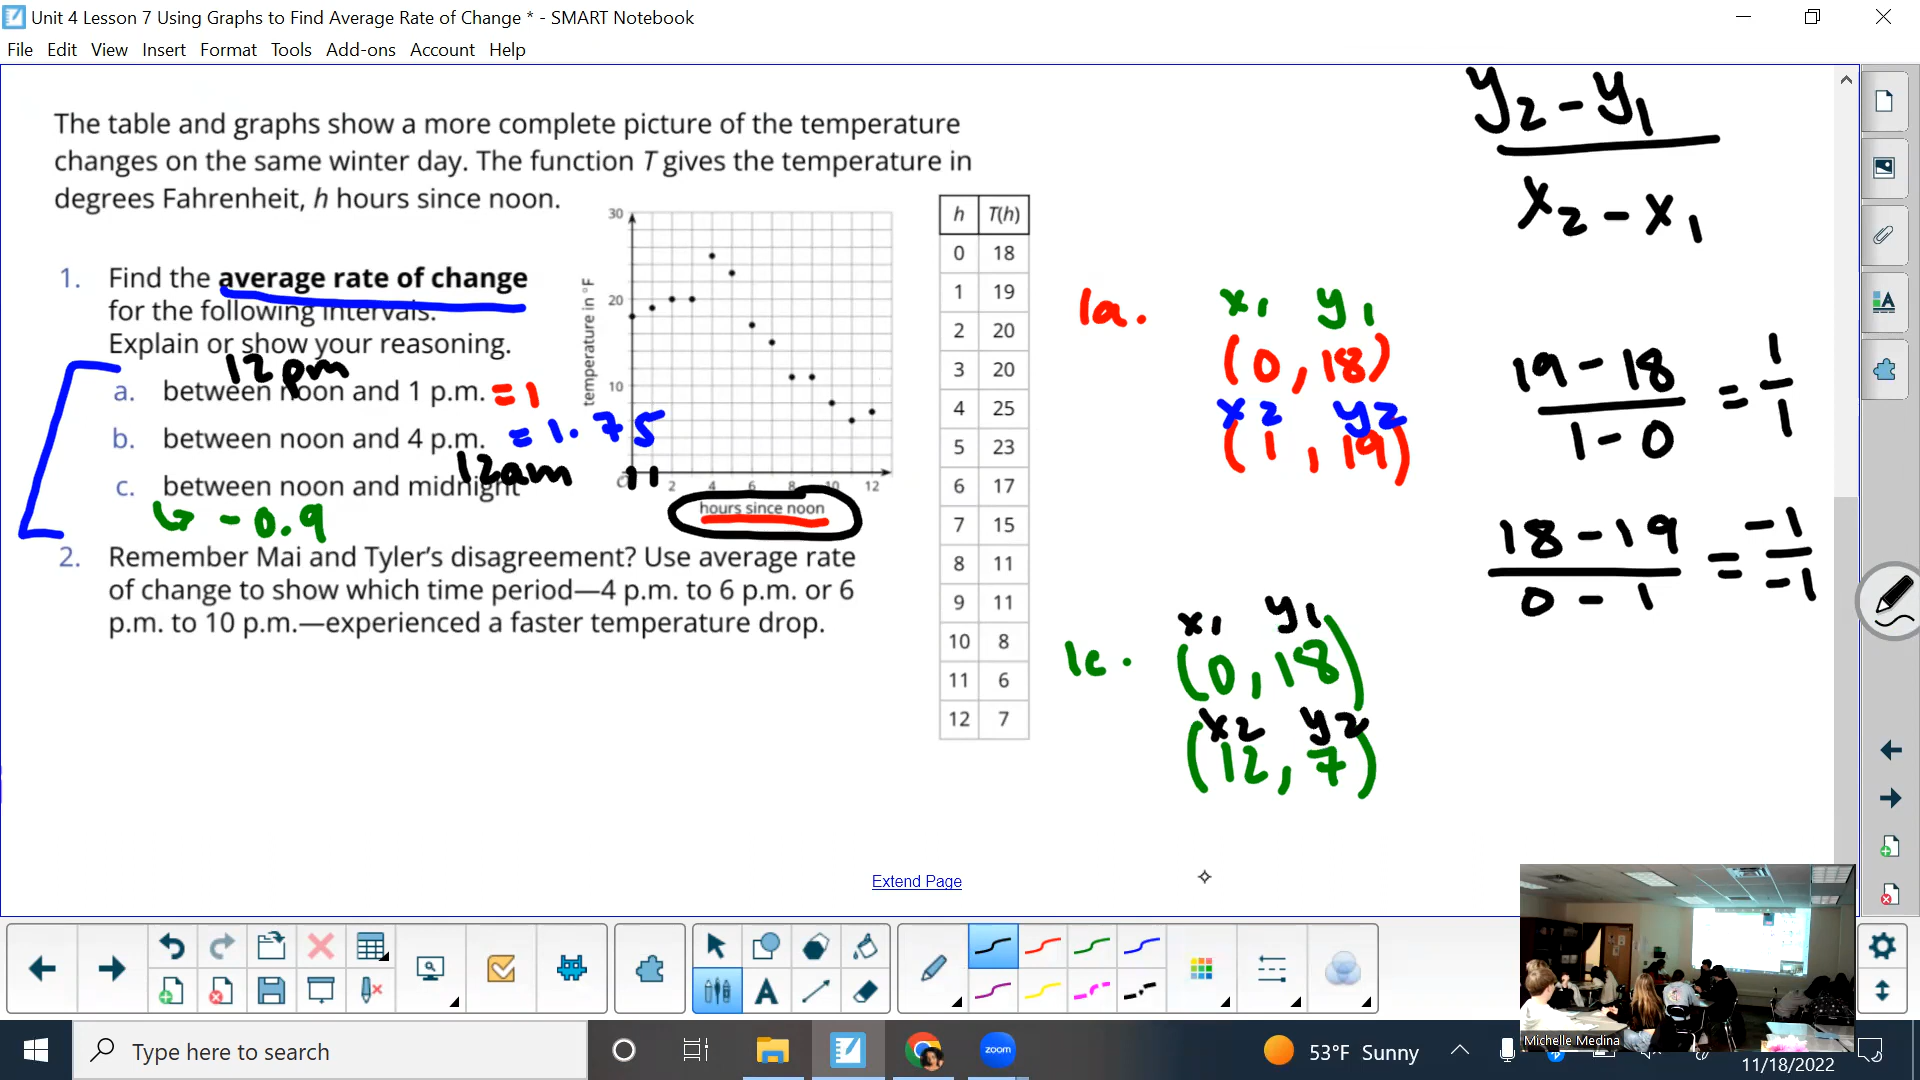 Unit 4 Lesson 7 Using Graphs to Find Average Rate of Change * - SMART Notebook
File Edit View Insert Format Tools Add-ons Account Help
The table and graphs show a more complete picture of the temperature
changes on the same winter day. The function T gives the temperature in
degrees Fahrenheit, h hours since noon.
1. Find the average rate of change
for the following intervals.
Explain or show your reasoning.
12pm
a. between noon and 1 p.m. = 1
b. between noon and 4 p.m. = 1.75
12am
c. between noon and midnight
↳ -0.9
2. Remember Mai and Tyler's disagreement? Use average rate
of change to show which time period—4 p.m. to 6 p.m. or 6
p.m. to 10 p.m.—experienced a faster temperature drop.
30
20
10
temperature in °F
2 4 6 8 10 12
hours since noon
h T(h)
0 18
1 19
2 20
3 20
4 25
5 23
6 17
7 15
8 11
9 11
10 8
11 6
12 7
y2 - y1
x2 - x1
1a.
x1 y1
(0, 18)
x2 y2
(1, 19)
19 - 18 = 1
1 - 0 1
18 - 19 = -1
0 - 1 -1
1c.
x1 y1
(0, 18)
x2 y2
(12, 7)
Extend Page
Michelle Medina
Type here to search
zoom
53°F Sunny
11/18/2022